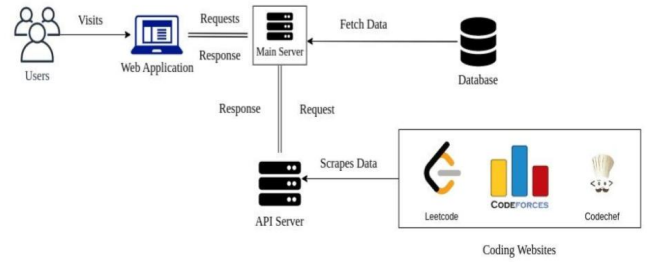 Visits
Requests
Fetch Data
Main Server
Response
Users
Web Application
Database
Response
Request
Scrapes Data
API Server
Leetcode
CODEFORCES
Codechef
Coding Websites